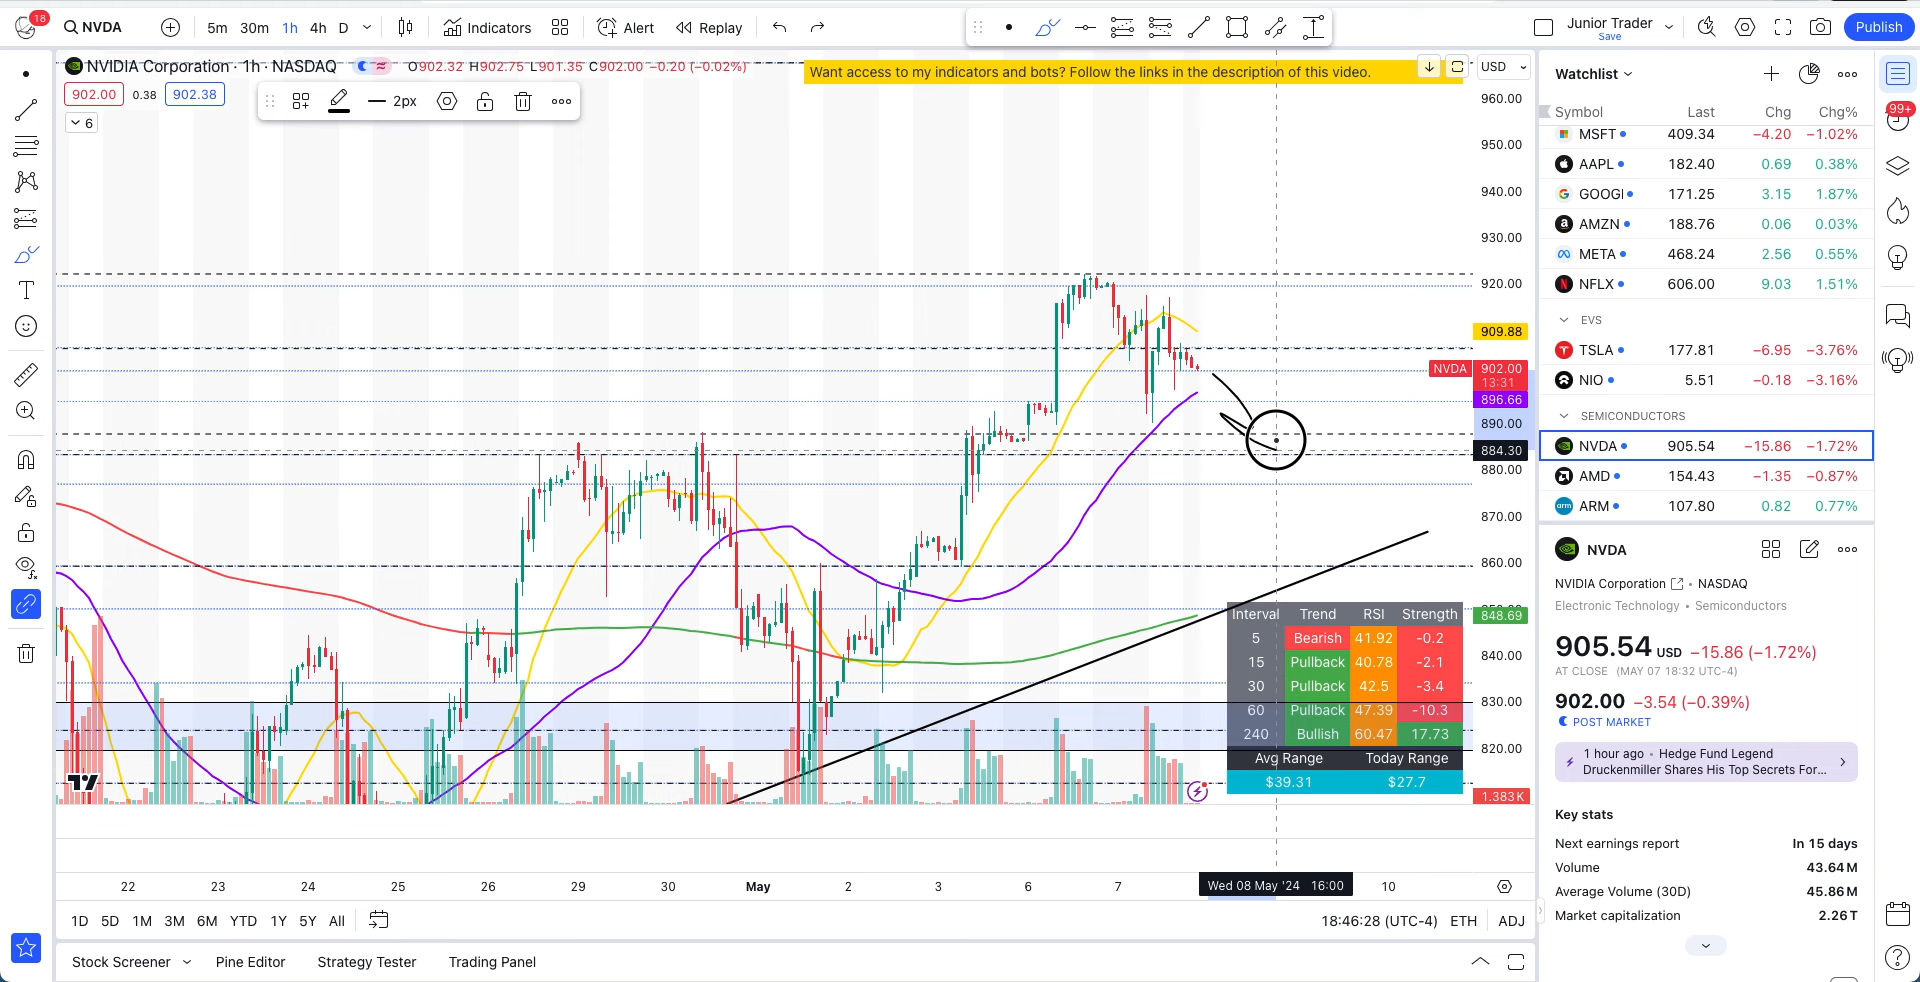 18
NVDA
5m 30m 1h 4h D
Indicators
Alert
Replay
Junior Trader
Save
Publish
NVIDIA Corporation · 1h · NASDAQ
O902.32 H902.75 L901.35 C902.00 −0.20 (−0.02%)
Want access to my indicators and bots? Follow the links in the description of this video.
USD
902.00 0.38 902.38
2px
6
960.00
950.00
940.00
930.00
920.00
909.88
NVDA 902.00
13:31
896.66
890.00
884.30
880.00
870.00
860.00
848.69
840.00
830.00
820.00
1.383K
Interval Trend RSI Strength
5 Bearish 41.92 -0.2
15 Pullback 40.78 -2.1
30 Pullback 42.5 -3.4
60 Pullback 47.39 -10.3
240 Bullish 60.47 17.73
Avg Range Today Range
$39.31 $27.7
22 23 24 25 26 29 30 May 2 3 6 7 Wed 08 May '24 16:00 10
1D 5D 1M 3M 6M YTD 1Y 5Y All
18:46:28 (UTC-4) ETH ADJ
Stock Screener Pine Editor Strategy Tester Trading Panel
Watchlist
Symbol Last Chg Chg%
MSFT 409.34 −4.20 −1.02%
AAPL 182.40 0.69 0.38%
GOOGL 171.25 3.15 1.87%
AMZN 188.76 0.06 0.03%
META 468.24 2.56 0.55%
NFLX 606.00 9.03 1.51%
EVS
TSLA 177.81 −6.95 −3.76%
NIO 5.51 −0.18 −3.16%
SEMICONDUCTORS
NVDA 905.54 −15.86 −1.72%
AMD 154.43 −1.35 −0.87%
ARM 107.80 0.82 0.77%
NVDA
NVIDIA Corporation • NASDAQ
Electronic Technology • Semiconductors
905.54 USD −15.86 (−1.72%)
AT CLOSE (MAY 07 18:32 UTC-4)
902.00 −3.54 (−0.39%)
POST MARKET
1 hour ago • Hedge Fund Legend
Druckenmiller Shares His Top Secrets For...
Key stats
Next earnings report In 15 days
Volume 43.64M
Average Volume (30D) 45.86M
Market capitalization 2.26T
99+